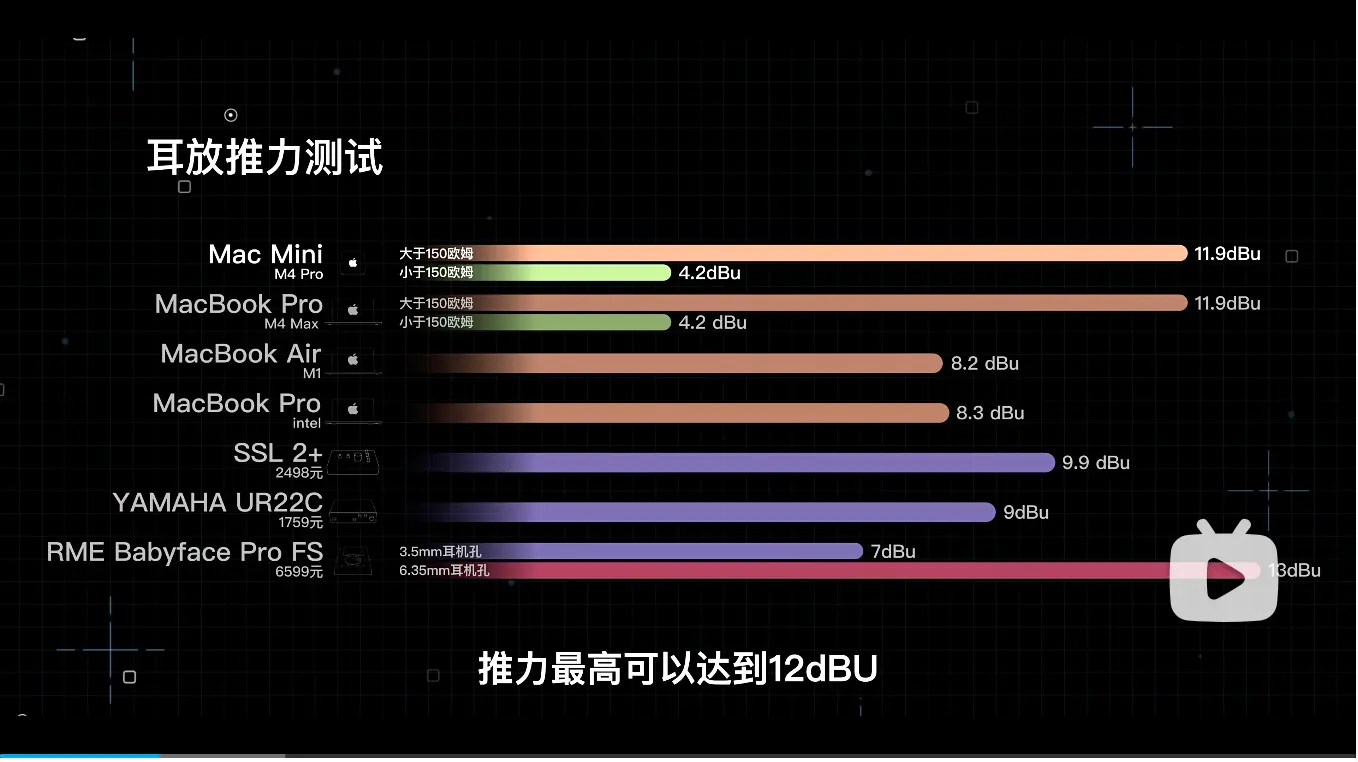 耳放推力测试
Mac Mini
M4 Pro
大于150欧姆
11.9dBu
小于150欧姆
4.2dBu
MacBook Pro
M4 Max
大于150欧姆
11.9dBu
小于150欧姆
4.2 dBu
MacBook Air
M1
8.2 dBu
MacBook Pro
intel
8.3 dBu
SSL 2+
2498元
9.9 dBu
YAMAHA UR22C
1759元
9dBu
RME Babyface Pro FS
6599元
3.5mm耳机孔
7dBu
6.35mm耳机孔
13dBu
推力最高可以达到12dBU